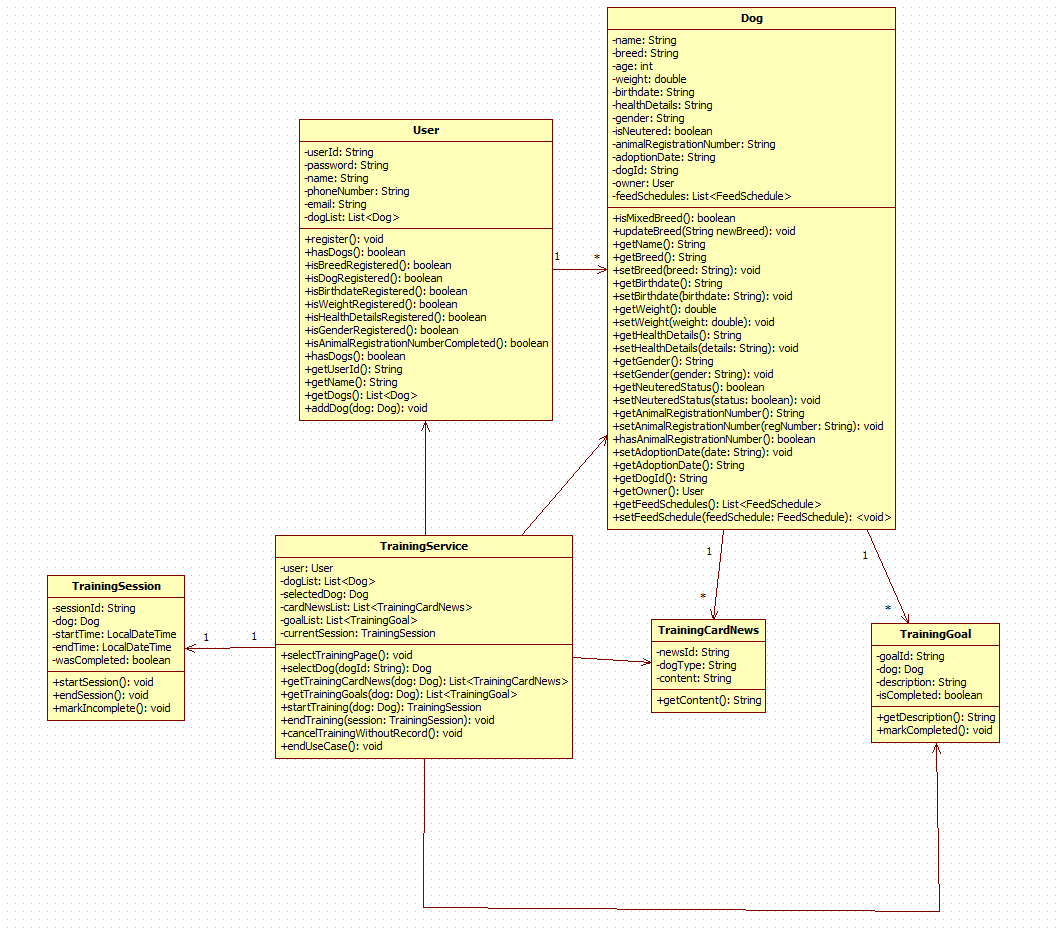 Dog
-name: String
-breed: String
-age: int
-weight: double
-birthdate: String
-healthDetails: String
-gender: String
-isNeutered: boolean
-animalRegistrationNumber: String
-adoptionDate: String
-dogId: String
-owner: User
-feedSchedules: List<FeedSchedule>
+isMixedBreed(): boolean
+updateBreed(String newBreed): void
+getName(): String
+getBreed(): String
+setBreed(breed: String): void
+getBirthdate(): String
+setBirthdate(birthdate: String): void
+getWeight(): double
+setWeight(weight: double): void
+getHealthDetails(): String
+setHealthDetails(details: String): void
+getGender(): String
+setGender(gender: String): void
+getNeuteredStatus(): boolean
+setNeuteredStatus(status: boolean): void
+getAnimalRegistrationNumber(): String
+setAnimalRegistrationNumber(regNumber: String): void
+hasAnimalRegistrationNumber(): boolean
+setAdoptionDate(date: String): void
+getAdoptionDate(): String
+getDogId(): String
+getOwner(): User
+getFeedSchedules(): List<FeedSchedule>
+setFeedSchedule(feedSchedule: FeedSchedule): <void>
User
-userId: String
-password: String
-name: String
-phoneNumber: String
-email: String
-dogList: List<Dog>
+register(): void
+hasDogs(): boolean
+isBreedRegistered(): boolean
+isDogRegistered(): boolean
+isBirthdateRegistered(): boolean
+isWeightRegistered(): boolean
+isHealthDetailsRegistered(): boolean
+isGenderRegistered(): boolean
+isAnimalRegistrationNumberCompleted(): boolean
+hasDogs(): boolean
+getUserId(): String
+getName(): String
+getDogs(): List<Dog>
+addDog(dog: Dog): void
1 *
TrainingService
-user: User
-dogList: List<Dog>
-selectedDog: Dog
-cardNewsList: List<TrainingCardNews>
-goalList: List<TrainingGoal>
-currentSession: TrainingSession
+selectTrainingPage(): void
+selectDog(dogId: String): Dog
+getTrainingCardNews(dog: Dog): List<TrainingCardNews>
+getTrainingGoals(dog: Dog): List<TrainingGoal>
+startTraining(dog: Dog): TrainingSession
+endTraining(session: TrainingSession): void
+cancelTrainingWithoutRecord(): void
+endUseCase(): void
TrainingSession
-sessionId: String
-dog: Dog
-startTime: LocalDateTime
-endTime: LocalDateTime
-wasCompleted: boolean
+startSession(): void
+endSession(): void
+markIncomplete(): void
1 1
1
*
TrainingCardNews
-newsId: String
-dogType: String
-content: String
+getContent(): String
1
*
TrainingGoal
-goalId: String
-dog: Dog
-description: String
-isCompleted: boolean
+getDescription(): String
+markCompleted(): void